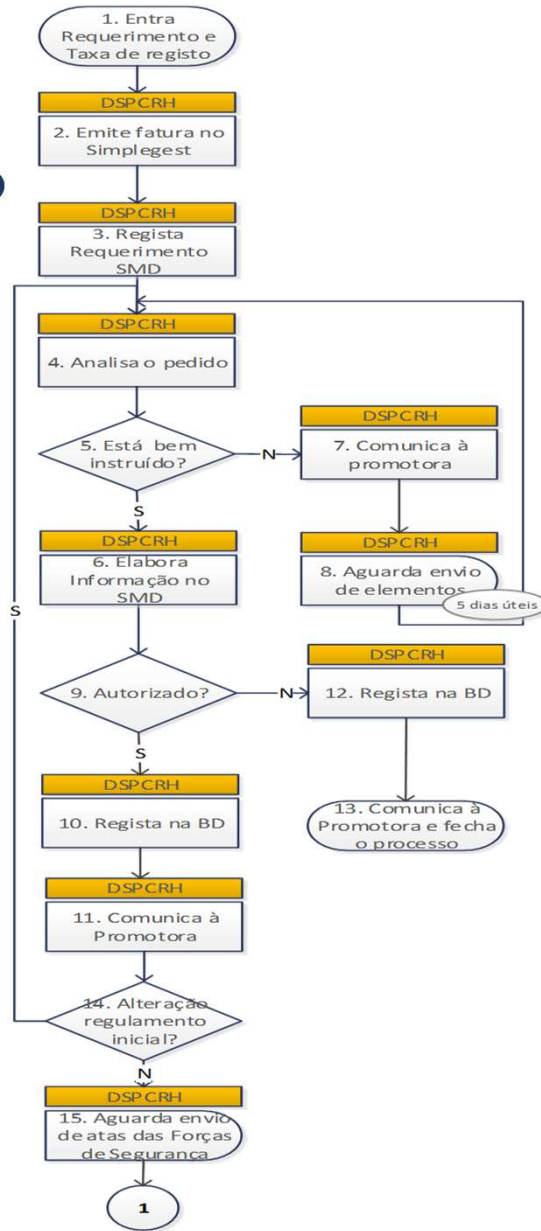 1. Entra
Requerimento e
Taxa de registo
DSPCRH
2. Emite fatura no
Simplegest
DSPCRH
3. Regista
Requerimento
SMD
DSPCRH
4. Analisa o pedido
5. Está bem
instruído?
N
S
DSPCRH
7. Comunica à
promotora
DSPCRH
8. Aguarda envio
de elementos
5 dias úteis
DSPCRH
6. Elabora
Informação no
SMD
S
9. Autorizado?
N
S
DSPCRH
12. Regista na BD
13. Comunica à
Promotora e fecha
o processo
DSPCRH
10. Regista na BD
DSPCRH
11. Comunica à
Promotora
14. Alteração
regulamento
inicial?
N
DSPCRH
15. Aguarda envio
de atas das Forças
de Segurança
1